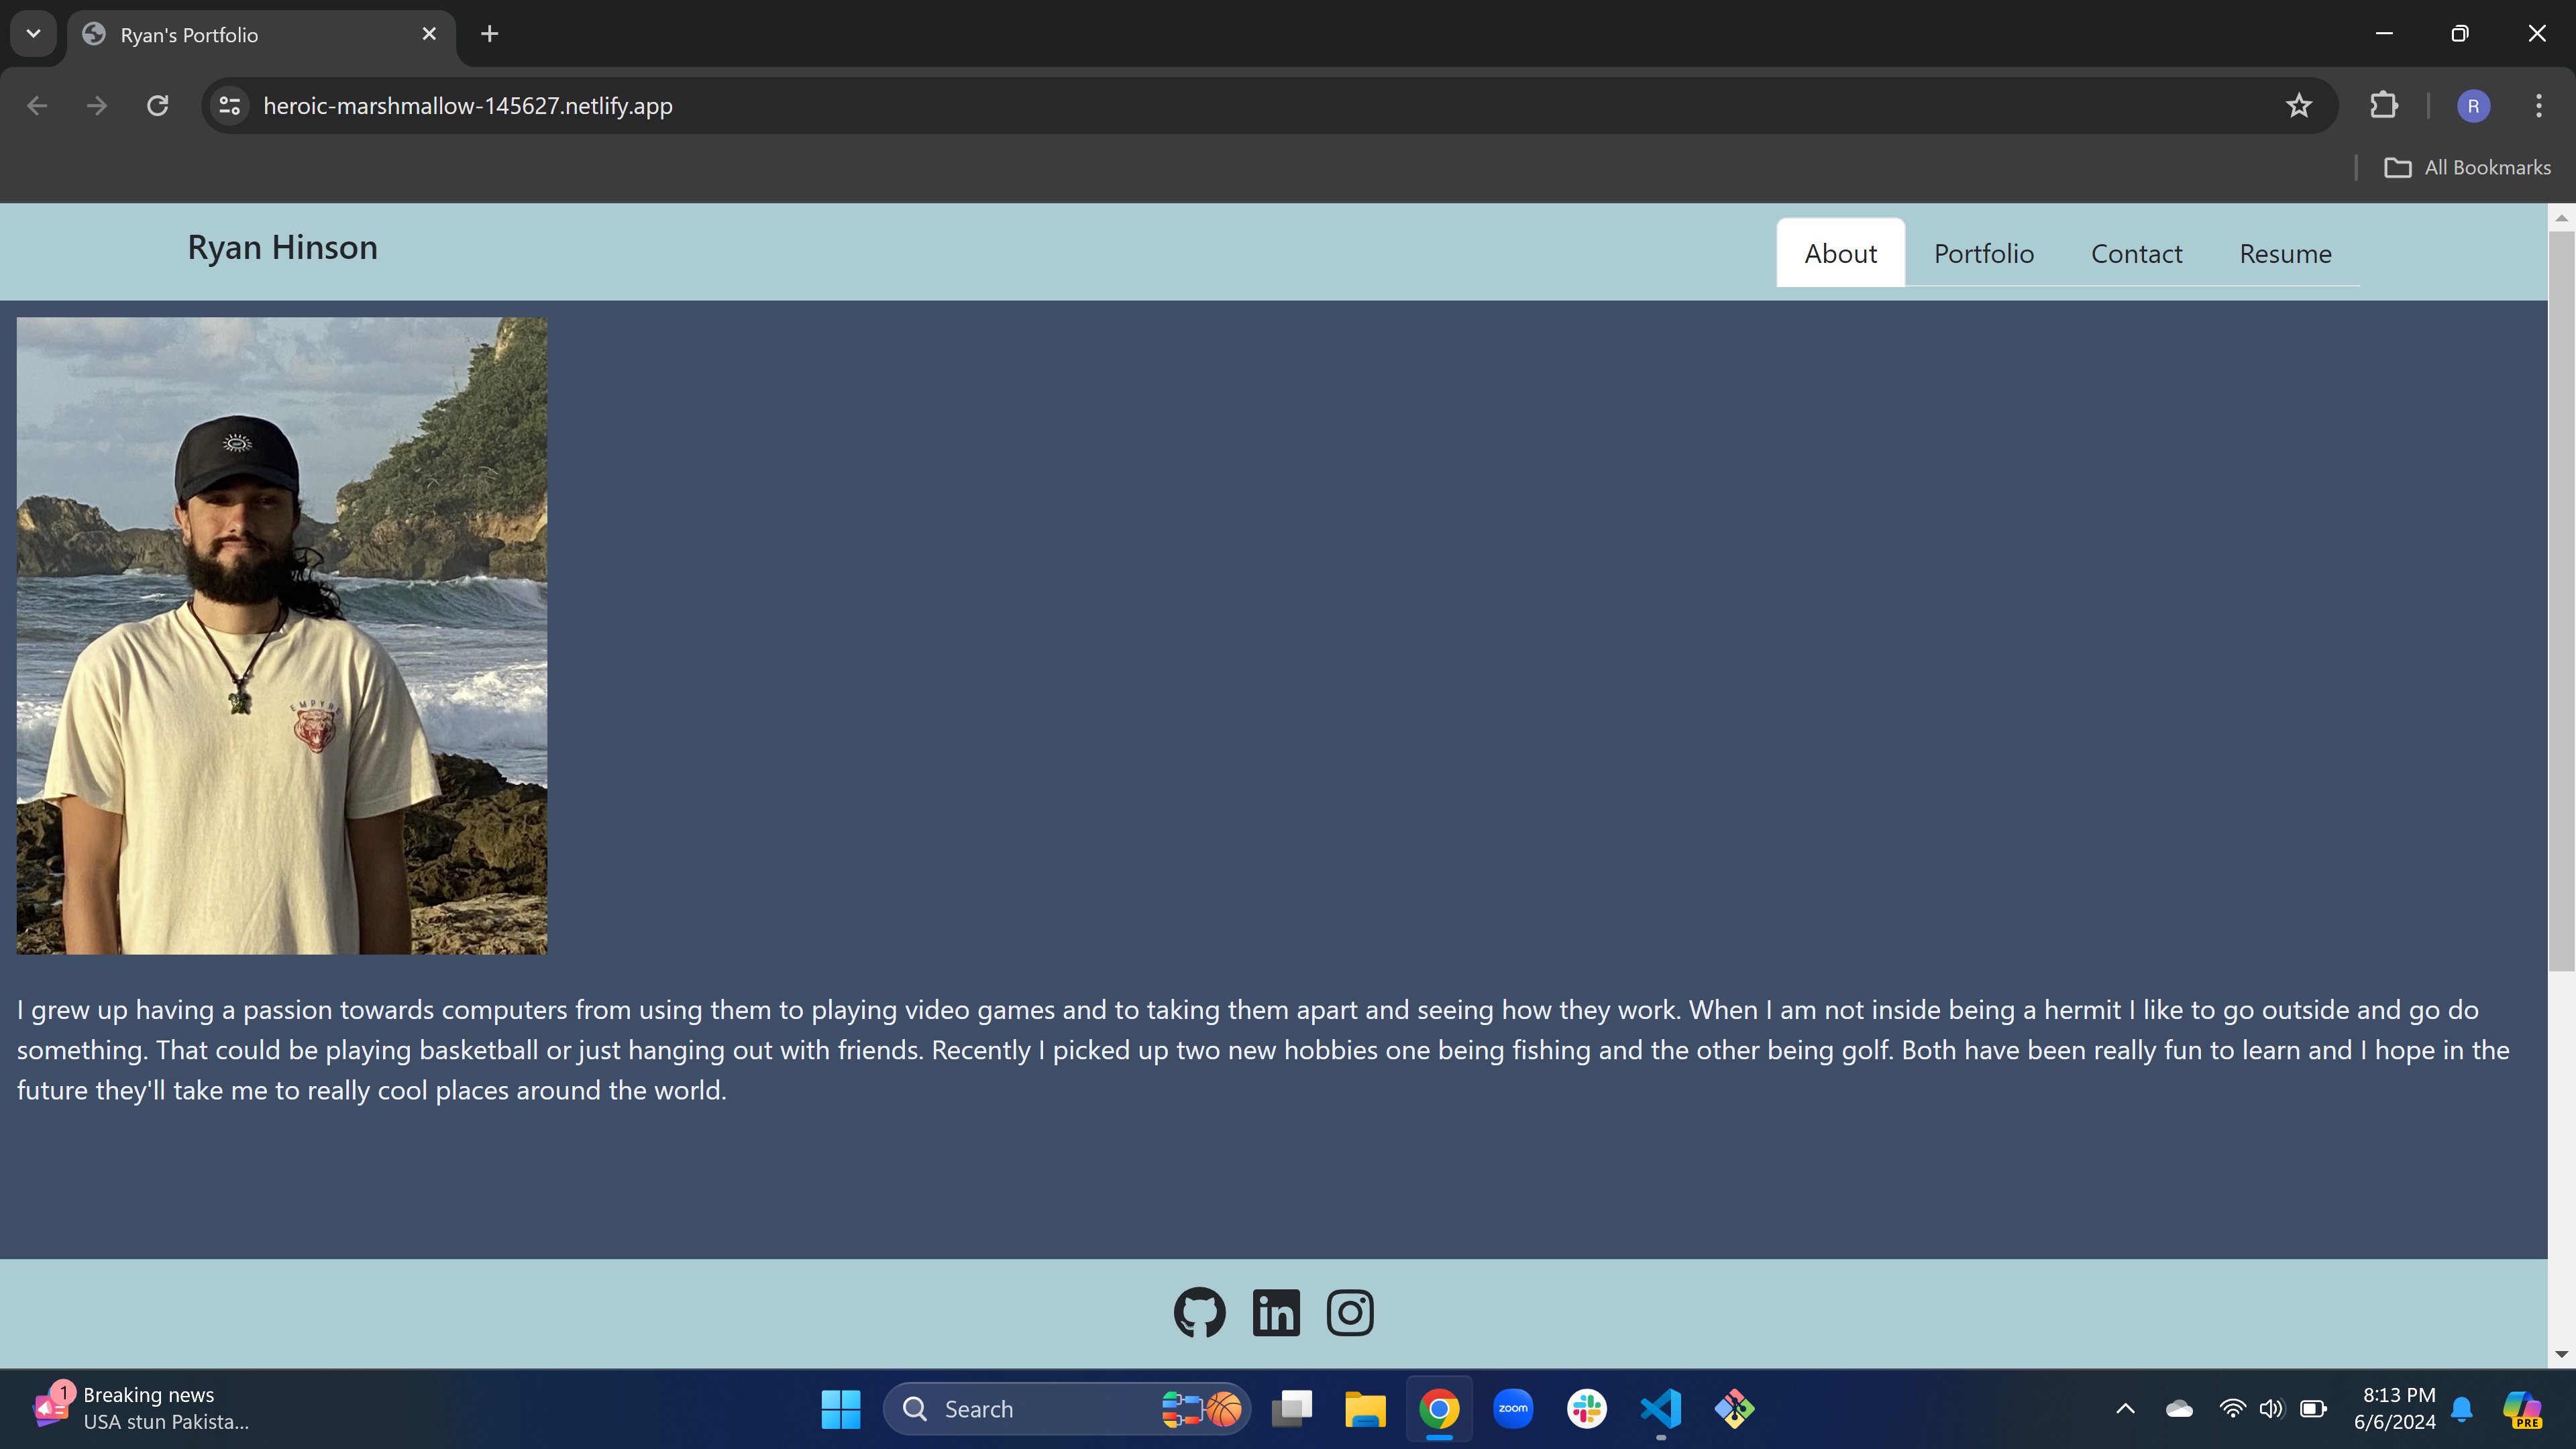 Ryan's Portfolio
heroic-marshmallow-145627.netlify.app
R
All Bookmarks
Ryan Hinson
About
Portfolio
Contact
Resume
EMPYRE
I grew up having a passion towards computers from using them to playing video games and to taking them apart and seeing how they work. When I am not inside being a hermit I like to go outside and go do
something. That could be playing basketball or just hanging out with friends. Recently I picked up two new hobbies one being fishing and the other being golf. Both have been really fun to learn and I hope in the
future they'll take me to really cool places around the world.
in
1
Breaking news
USA stun Pakista...
Search
zoom
8:13 PM
6/6/2024
PRE